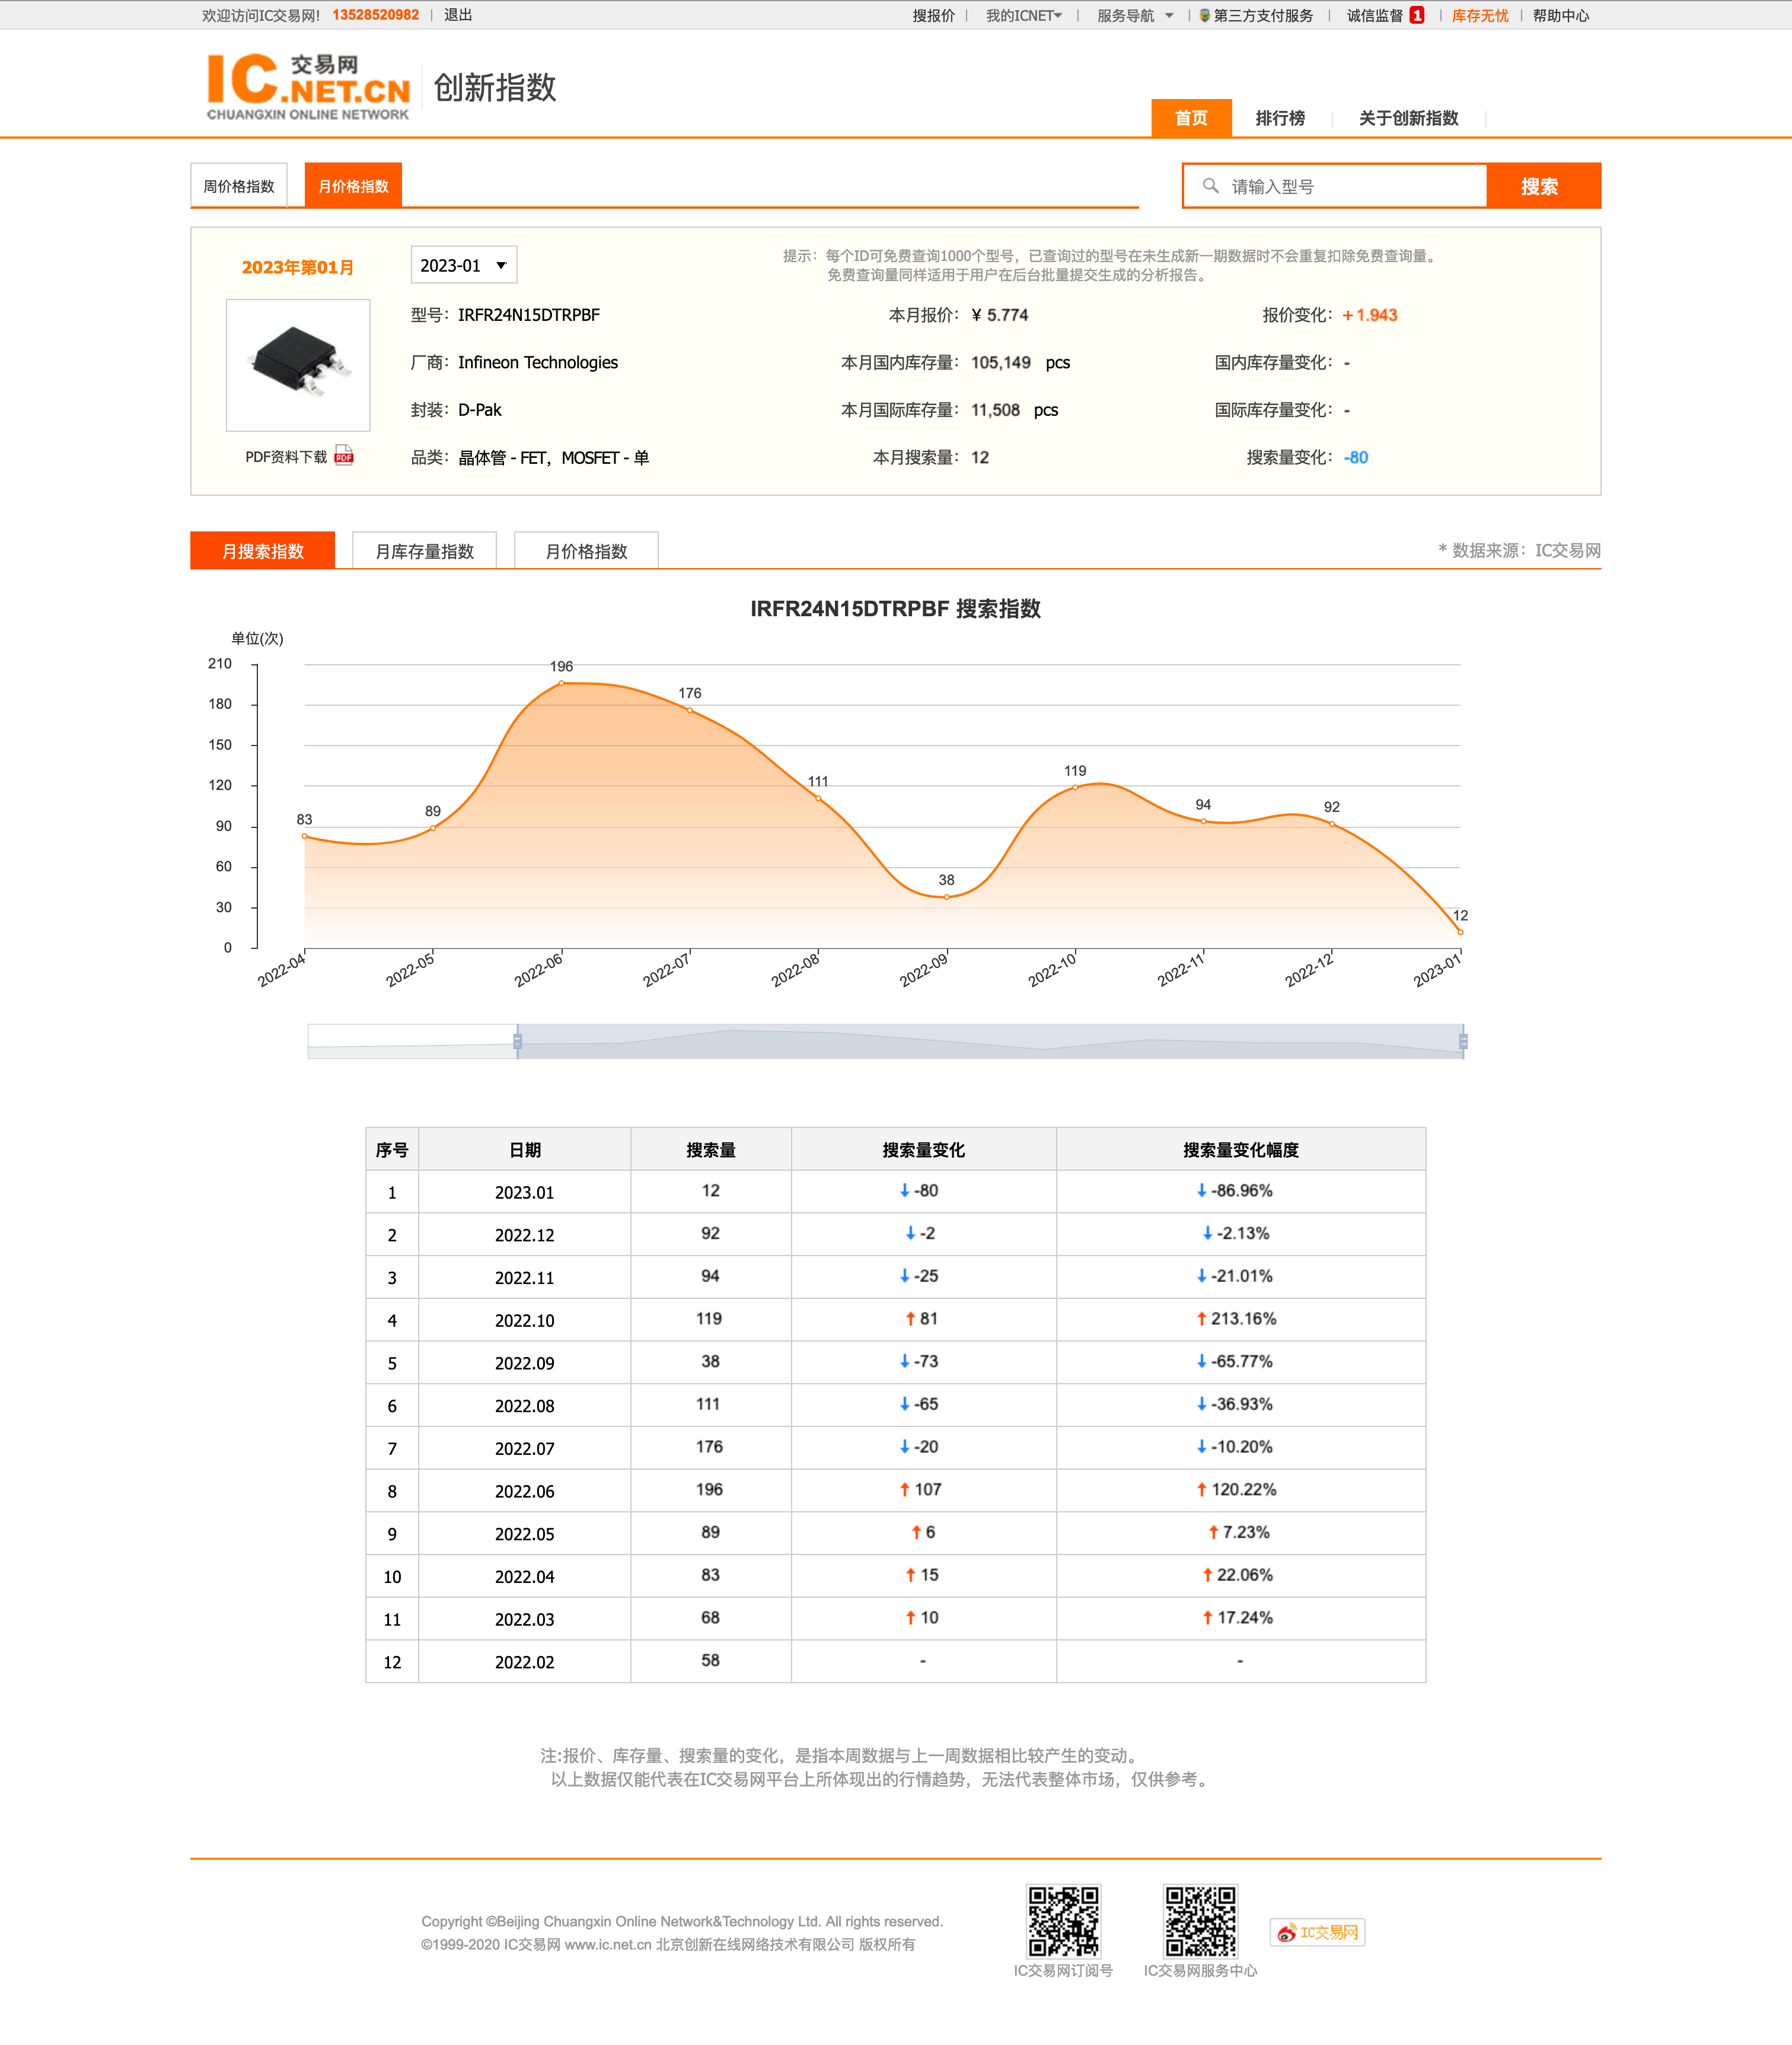 欢迎访问IC交易网! 13528520982 | 退出 搜报价 | 我的ICNET | 服务导航 | 第三方支付服务 | 诚信监督 1 | 库存无忧 | 帮助中心
IC交易网.NET.CN 创新指数
CHUANGXIN ONLINE NETWORK
首页 排行榜 关于创新指数
周价格指数 月价格指数 请输入型号 搜索
2023年第01月 2023-01 提示：每个ID可免费查询1000个型号，已查询过的型号在未生成新一期数据时不会重复扣除免费查询量。
免费查询量同样适用于用户在后台批量提交生成的分析报告。
型号：IRFR24N15DTRPBF 本月报价：¥ 5.774 报价变化：+1.943
厂商：Infineon Technologies 本月国内库存量：105,149 pcs 国内库存量变化：-
封装：D-Pak 本月国际库存量：11,508 pcs 国际库存量变化：-
PDF资料下载 PDF 品类：晶体管 - FET，MOSFET - 单 本月搜索量：12 搜索量变化：-80
月搜索指数 月库存量指数 月价格指数 * 数据来源：IC交易网
IRFR24N15DTRPBF 搜索指数
单位(次)
210
180
150
120
90
60
30
0
83 89 196 176 111 38 119 94 92 12
2022-04 2022-05 2022-06 2022-07 2022-08 2022-09 2022-10 2022-11 2022-12 2023-01
序号 日期 搜索量 搜索量变化 搜索量变化幅度
1 2023.01 12 ↓ -80 ↓ -86.96%
2 2022.12 92 ↓ -2 ↓ -2.13%
3 2022.11 94 ↓ -25 ↓ -21.01%
4 2022.10 119 ↑ 81 ↑ 213.16%
5 2022.09 38 ↓ -73 ↓ -65.77%
6 2022.08 111 ↓ -65 ↓ -36.93%
7 2022.07 176 ↓ -20 ↓ -10.20%
8 2022.06 196 ↑ 107 ↑ 120.22%
9 2022.05 89 ↑ 6 ↑ 7.23%
10 2022.04 83 ↑ 15 ↑ 22.06%
11 2022.03 68 ↑ 10 ↑ 17.24%
12 2022.02 58 - -
注:报价、库存量、搜索量的变化，是指本周数据与上一周数据相比较产生的变动。
以上数据仅能代表在IC交易网平台上所体现出的行情趋势，无法代表整体市场，仅供参考。
Copyright ©Beijing Chuangxin Online Network&Technology Ltd. All rights reserved.
©1999-2020 IC交易网 www.ic.net.cn 北京创新在线网络技术有限公司 版权所有
IC交易网
IC交易网订阅号 IC交易网服务中心